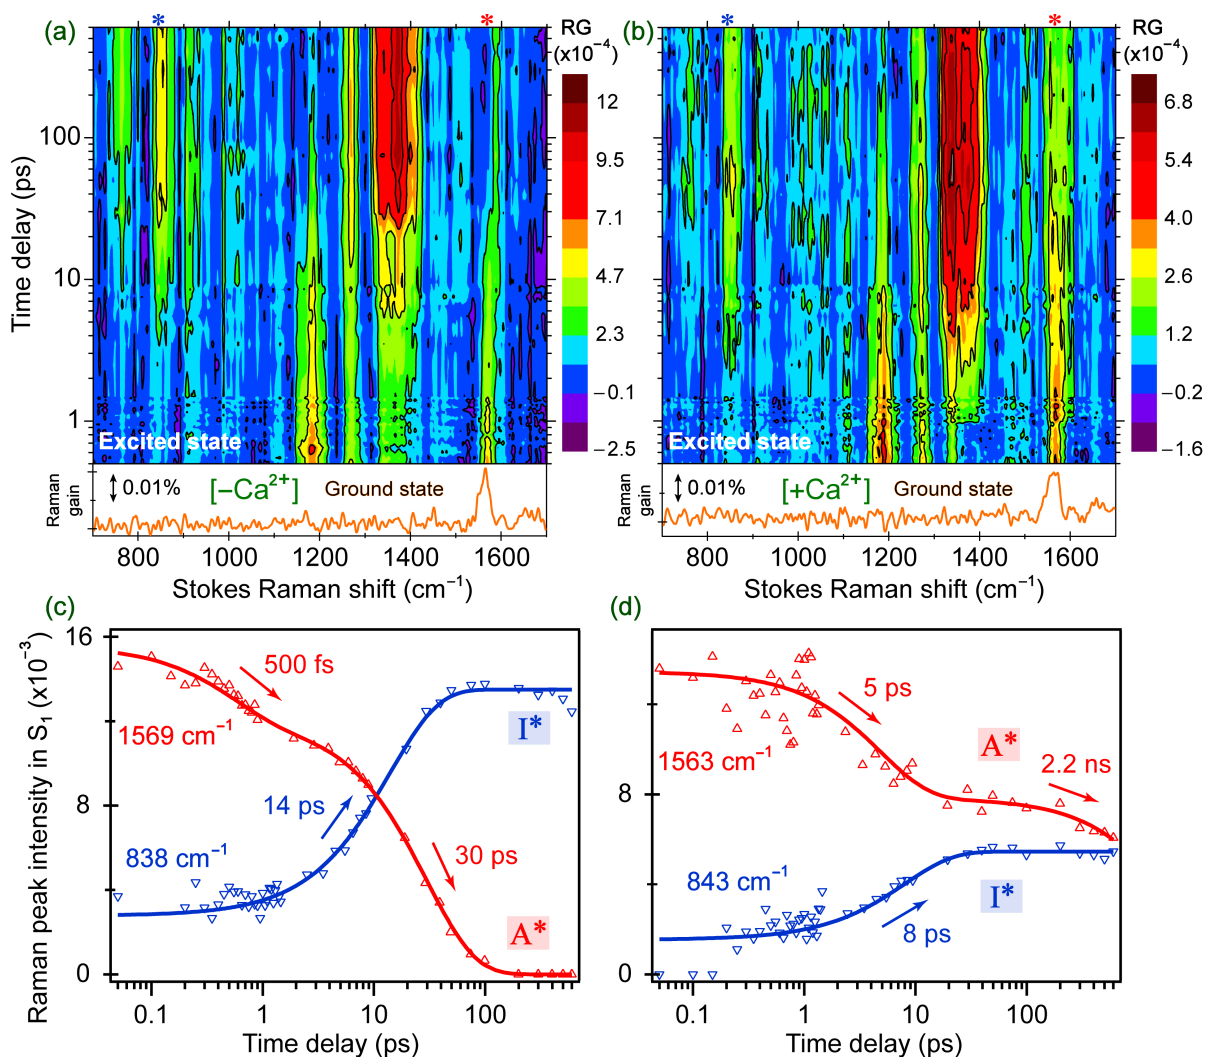 (a)
*
*
RG
(x10⁻⁴)
12
9.5
7.1
4.7
2.3
−0.1
−2.5
Time delay (ps)
100
10
1
Excited state
Raman
gain
0.01%
[−Ca²⁺]
Ground state
800
1000
1200
1400
1600
Stokes Raman shift (cm⁻¹)
(b)
*
*
RG
(x10⁻⁴)
6.8
5.4
4.0
2.6
1.2
−0.2
−1.6
Excited state
Raman
gain
0.01%
[+Ca²⁺]
Ground state
800
1000
1200
1400
1600
Stokes Raman shift (cm⁻¹)
(c)
Raman peak intensity in S₁ (x10⁻³)
16
8
0
500 fs
1569 cm⁻¹
I*
14 ps
838 cm⁻¹
30 ps
A*
0.1
1
10
100
Time delay (ps)
(d)
8
0
5 ps
A*
1563 cm⁻¹
2.2 ns
843 cm⁻¹
I*
8 ps
0.1
1
10
100
Time delay (ps)